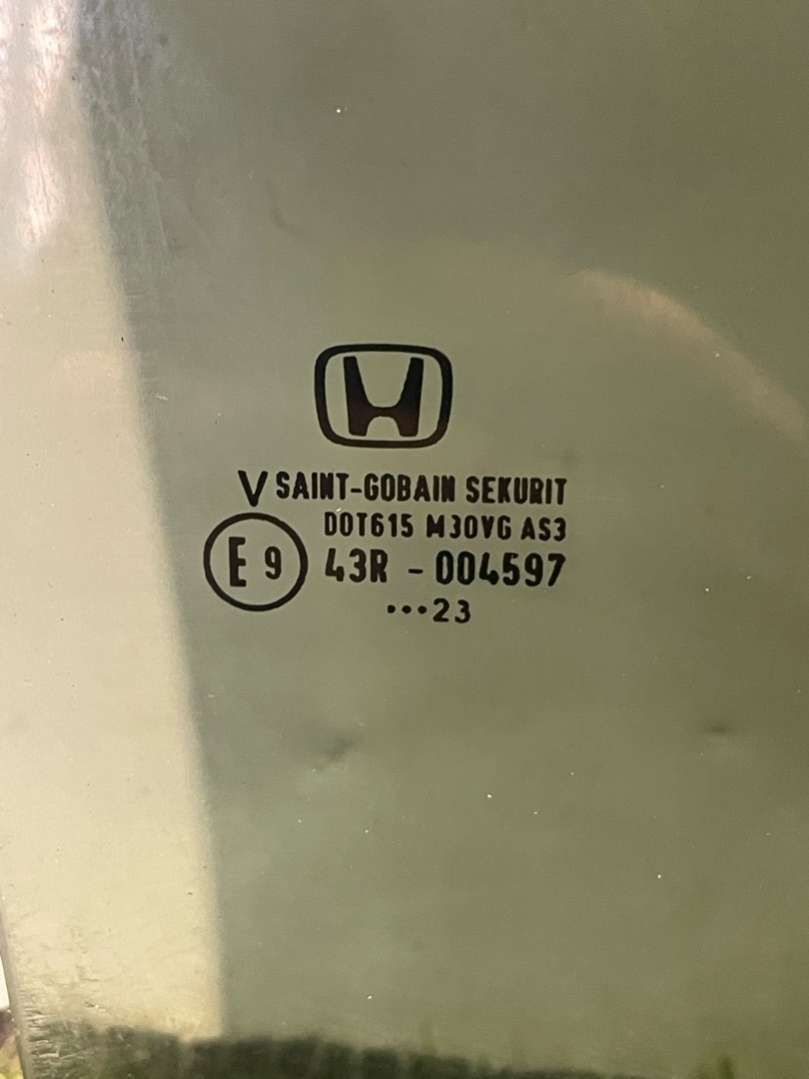 V SAINT-GOBAIN SEKURIT
DOT615 M30VG AS3
E 9 43R - 004597
•••23